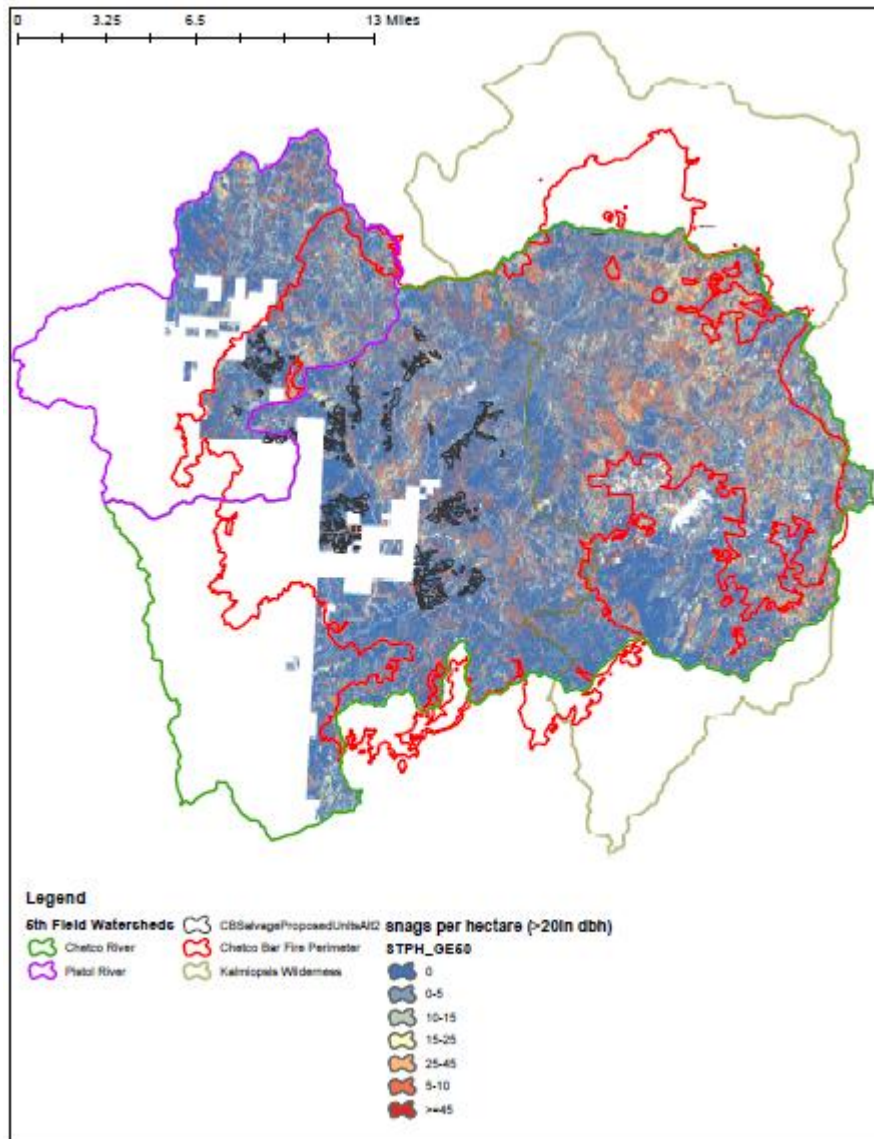 0 3.25 6.5 13 Miles
Legend
5th Field Watersheds
Chetco River
Pistol River
CBSalvageProposedUnitsAlt2
Chetco Bar Fire Perimeter
Kalmiopsis Wilderness
snags per hectare (>20in dbh)
STPH_GE50
0
0-5
10-15
15-25
25-45
5-10
>=45